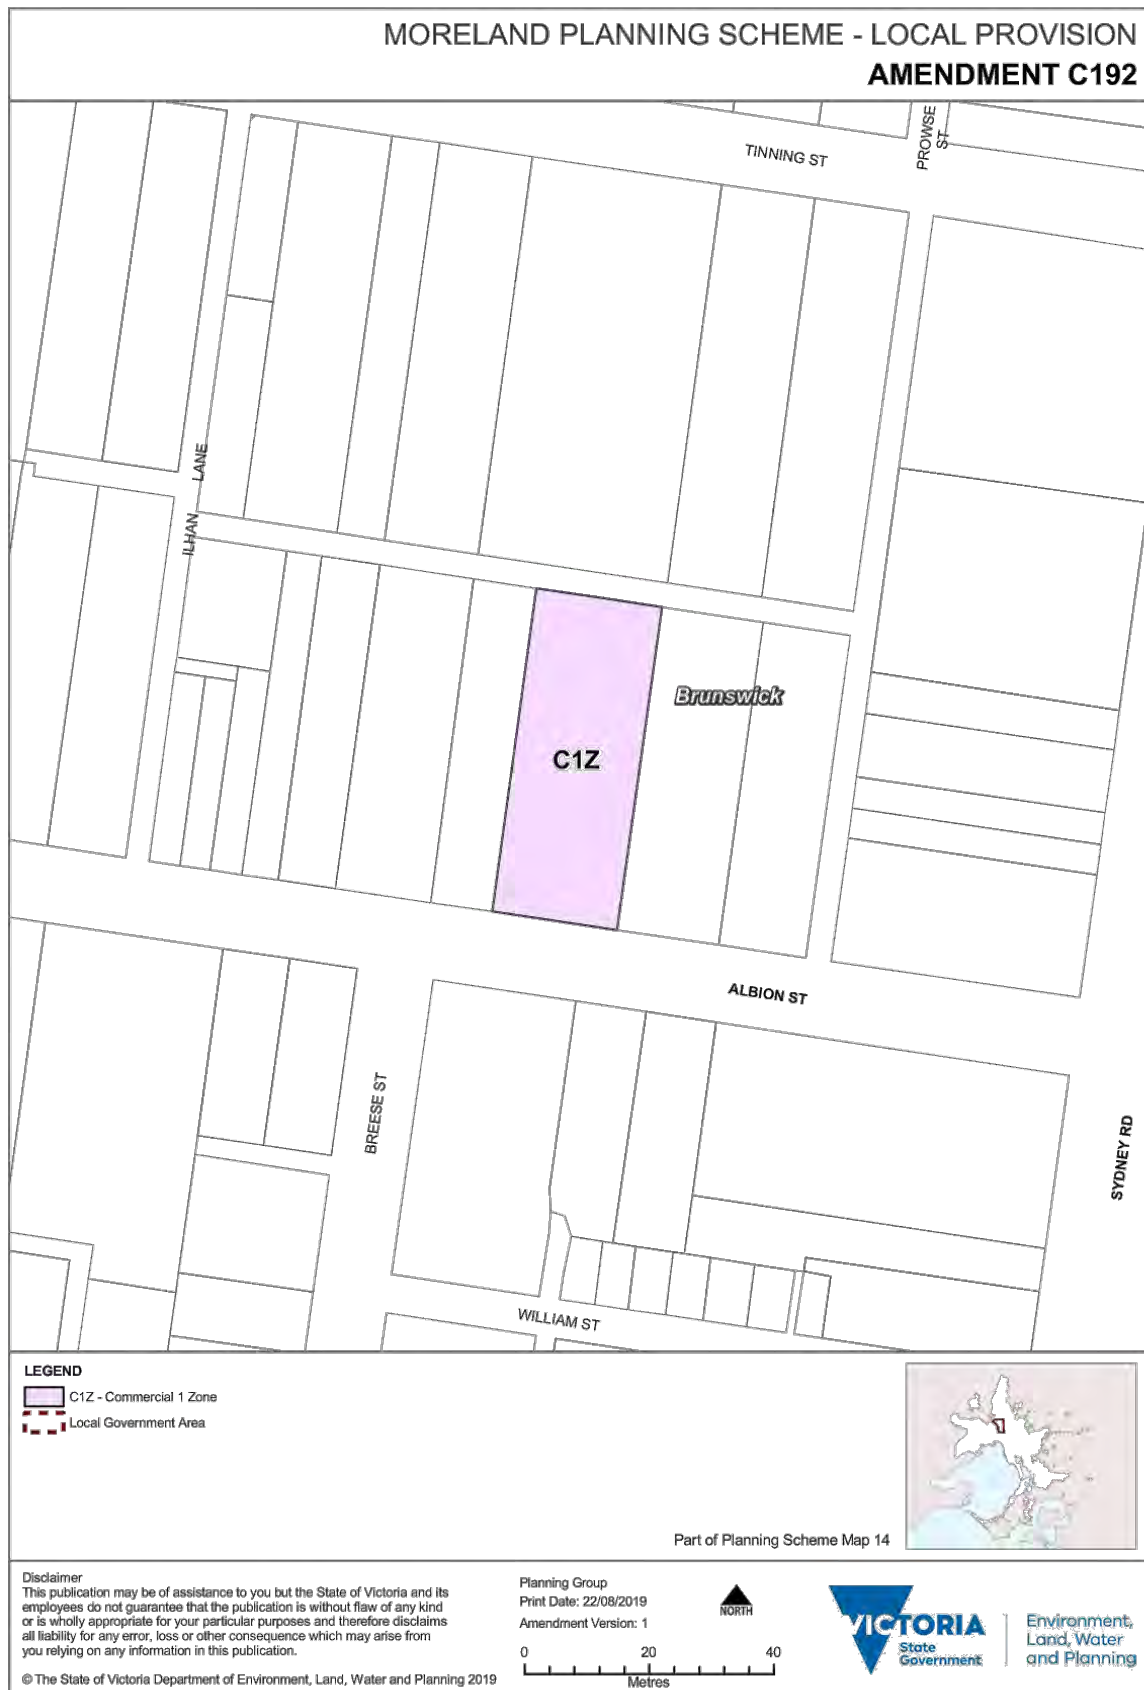 MORELAND PLANNING SCHEME - LOCAL PROVISION
AMENDMENT C192
TINNING ST
PROWSE
ST
ILHAN LANE
Brunswick
C1Z
ALBION ST
BREESE ST
SYDNEY RD
WILLIAM ST
LEGEND
C1Z - Commercial 1 Zone
Local Government Area
Part of Planning Scheme Map 14
Disclaimer
This publication may be of assistance to you but the State of Victoria and its
employees do not guarantee that the publication is without flaw of any kind
or is wholly appropriate for your particular purposes and therefore disclaims
all liability for any error, loss or other consequence which may arise from
you relying on any information in this publication.
© The State of Victoria Department of Environment, Land, Water and Planning 2019
Planning Group
Print Date: 22/08/2019
Amendment Version: 1
NORTH
0 20 40
Metres
VICTORIA
State
Government
Environment,
Land, Water
and Planning